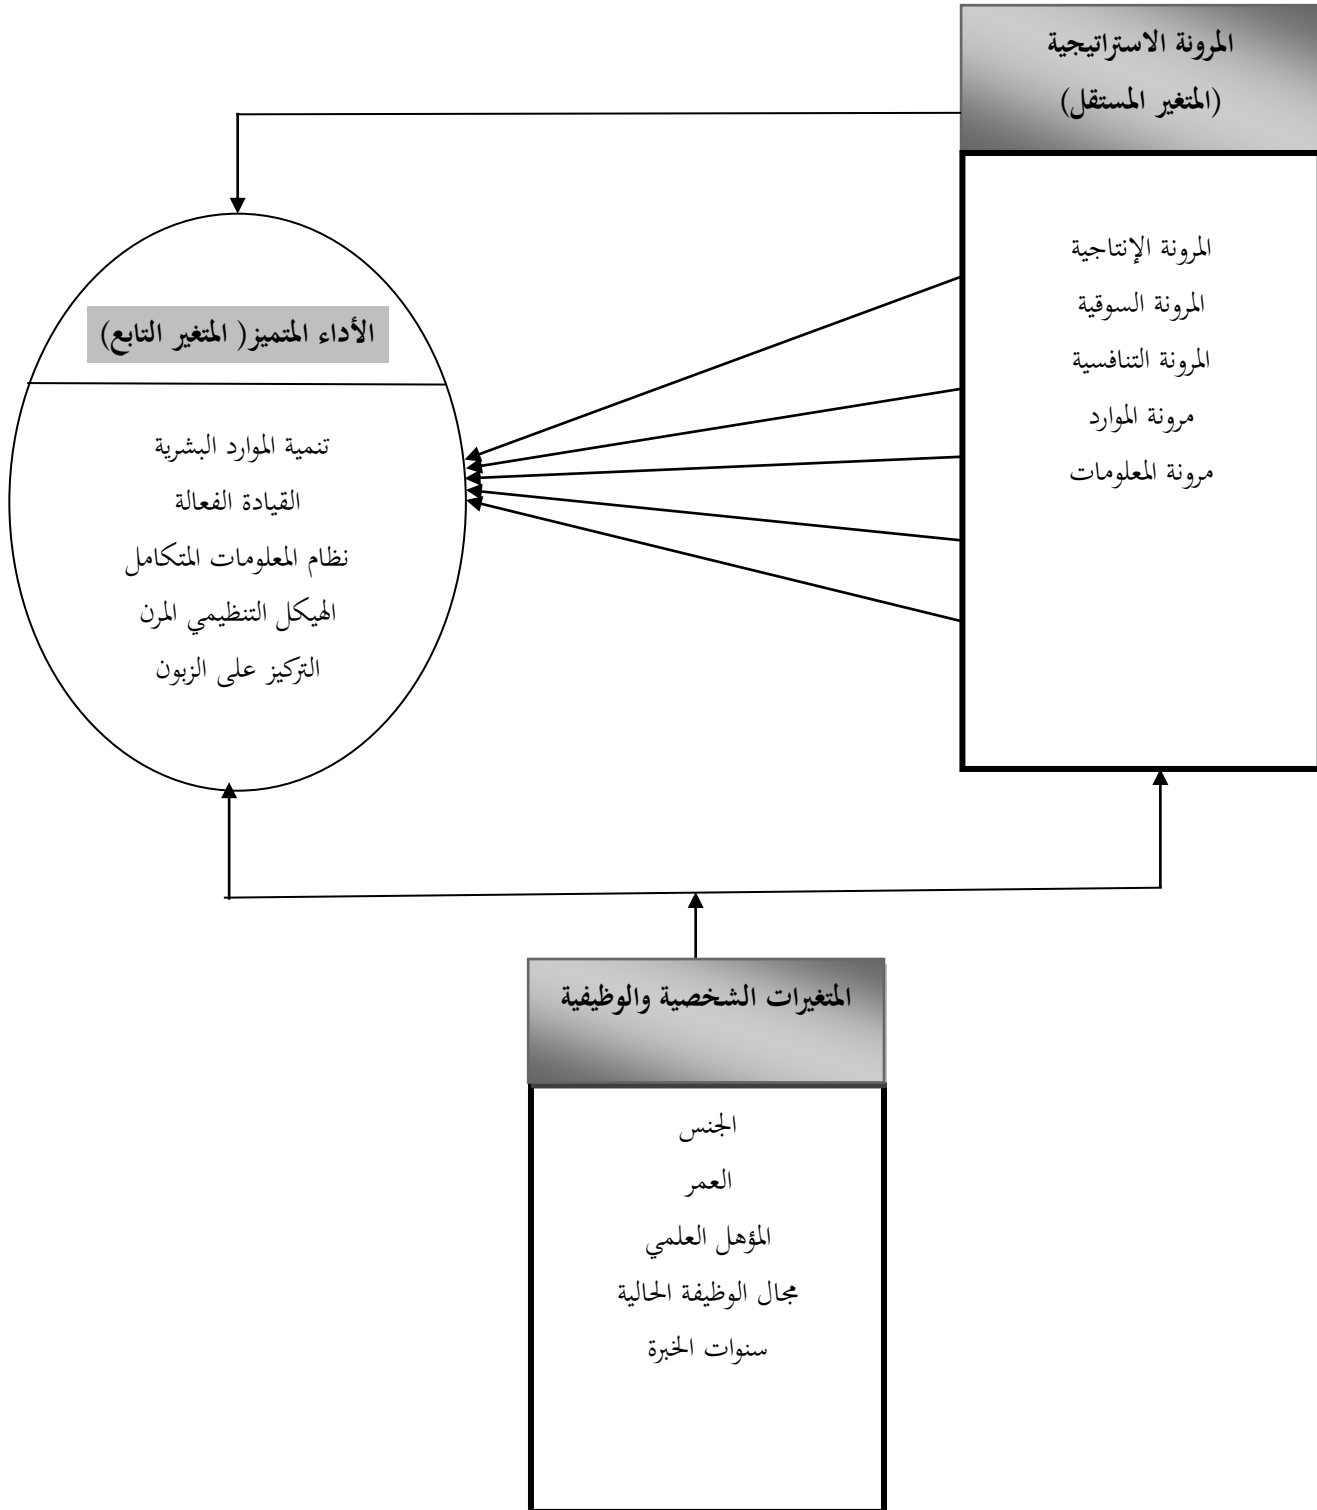 المرونة الاستراتيجية
(المتغير المستقل)
المرونة الإنتاجية
المرونة السوقية
المرونة التنافسية
مرونة الموارد
مرونة المعلومات
الأداء المتميز( المتغير التابع)
تنمية الموارد البشرية
القيادة الفعالة
نظام المعلومات المتكامل
الهيكل التنظيمي المرن
التركيز على الزبون
المتغيرات الشخصية والوظيفية
الجنس
العمر
المؤهل العلمي
مجال الوظيفة الحالية
سنوات الخبرة